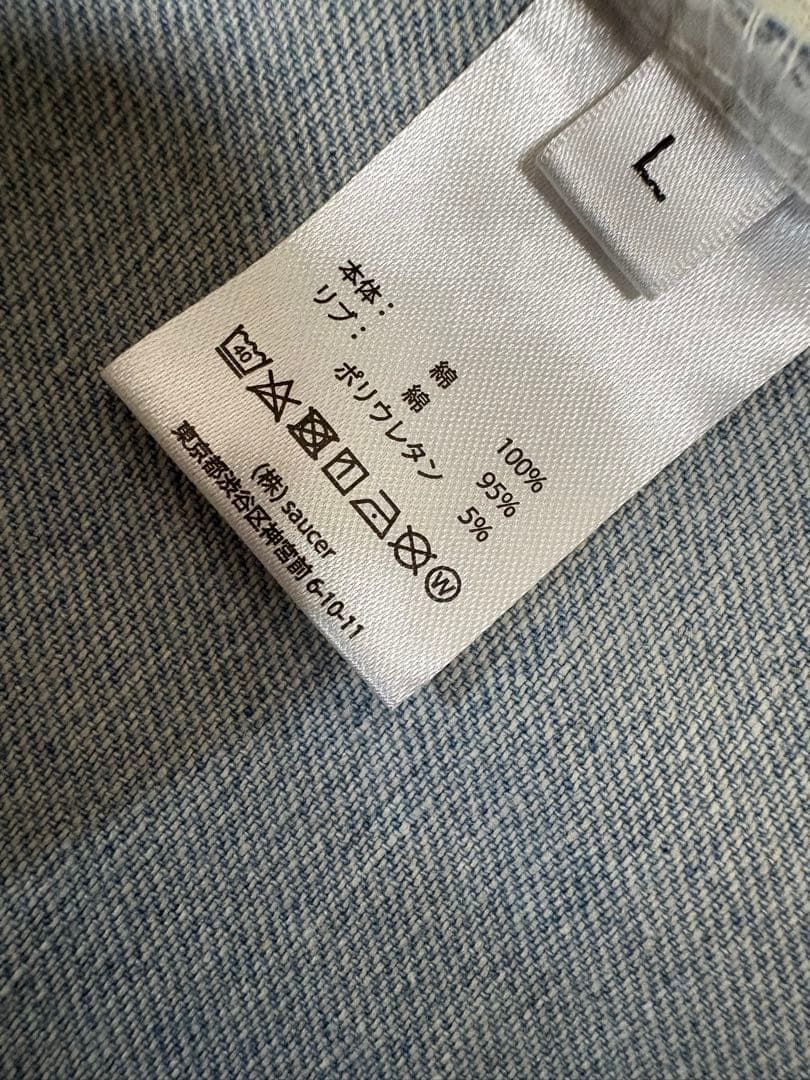 L
本体: 綿 100%
リブ: 綿 95%
ポリウレタン 5%
40
W
(株) saucer
東京都渋谷区神宮前 6-10-11